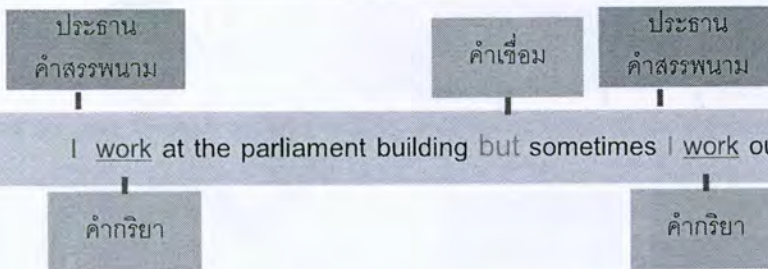 ประธาน
คำสรรพนาม
คำเชื่อม
ประธาน
คำสรรพนาม
I work at the parliament building but sometimes I work
คำกริยา
คำกริยา